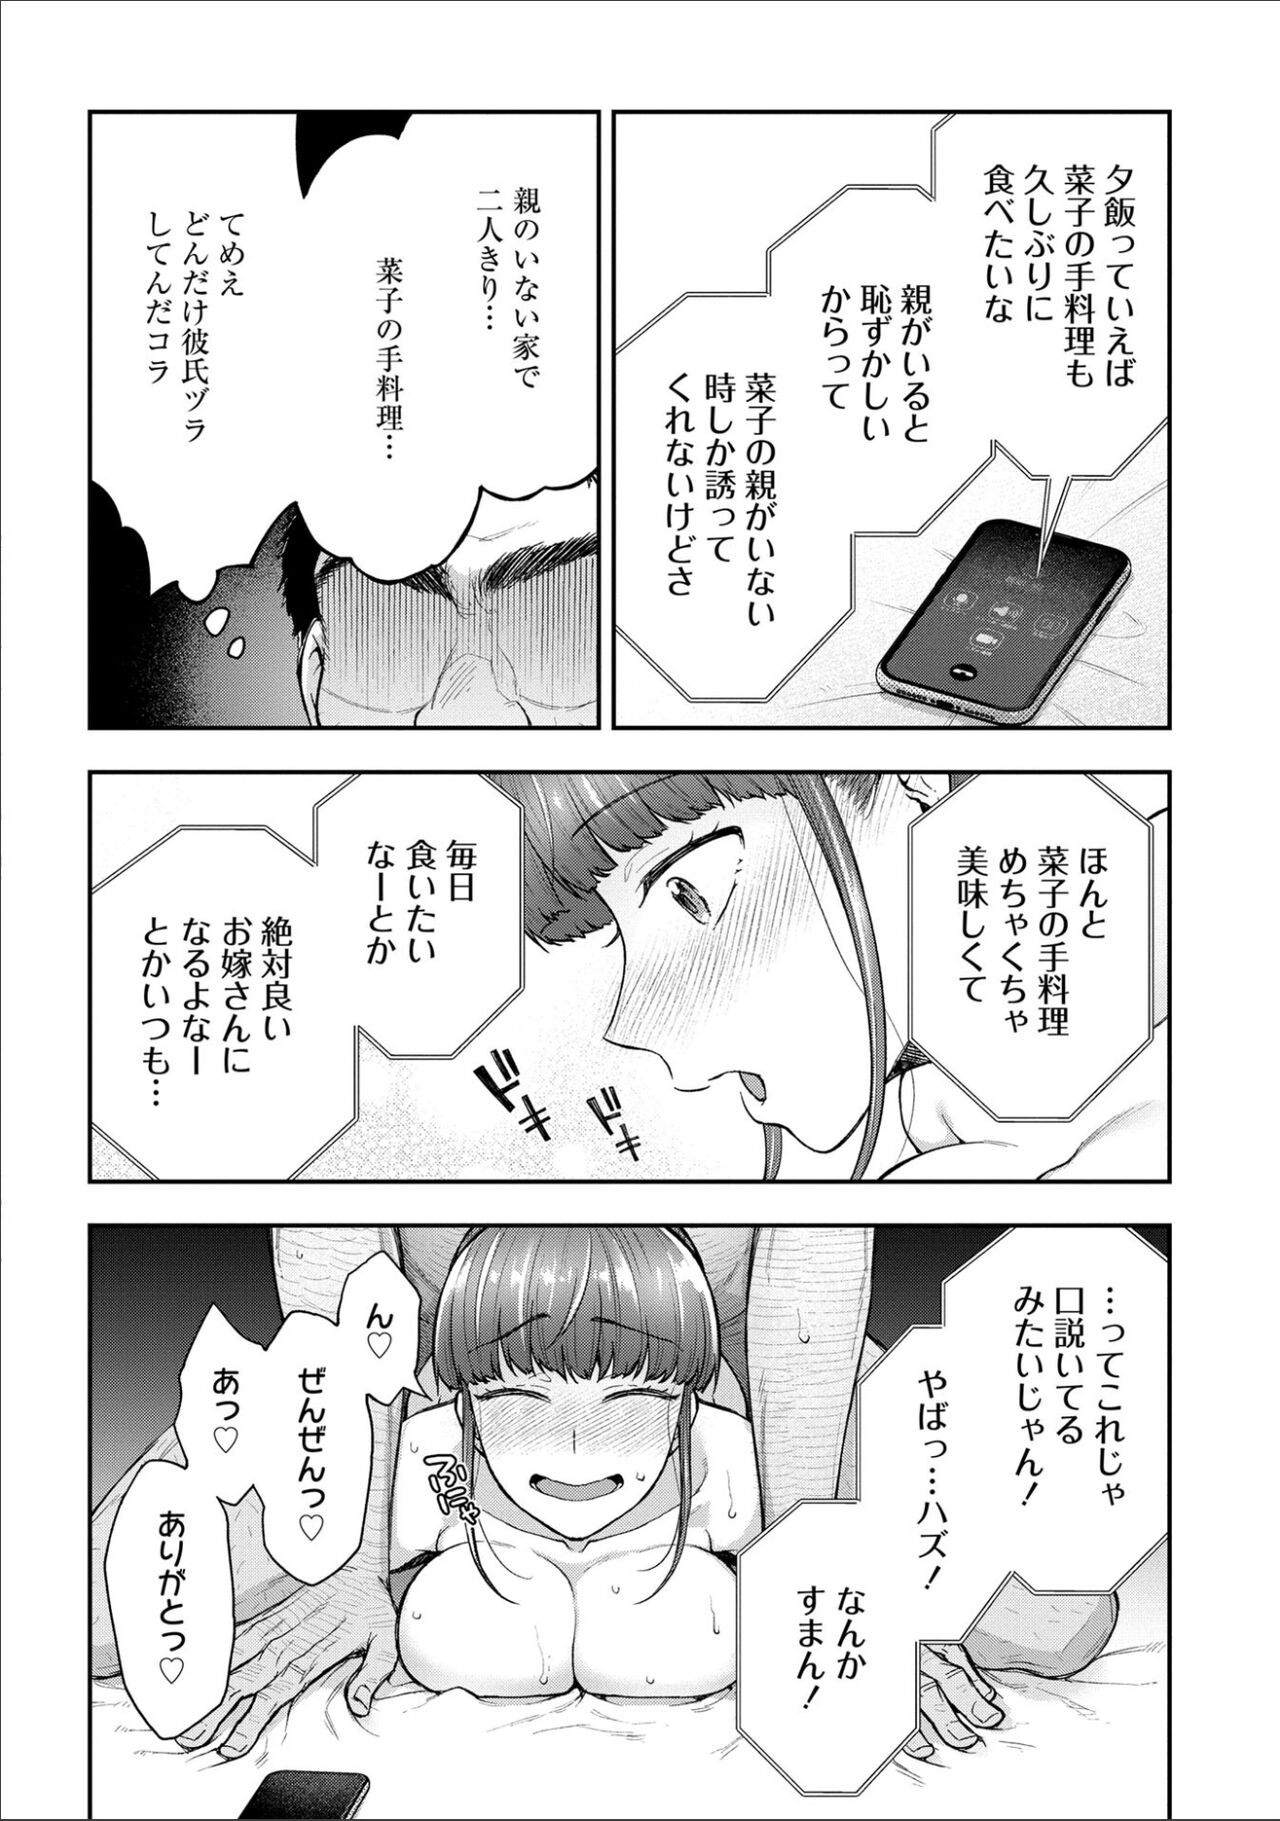 夕飯っていえば
菜子の手料理も
久しぶりに
食べたいな
親がいると
恥ずかしい
からって
菜子の親がいない
時しか誘って
くれないけどさ
親のいない家で
二人きり…
菜子の手料理…
てめえ
どんだけ彼氏ヅラ
してんだコラ
ほんと
菜子の手料理
めちゃくちゃ
美味しくて
毎日
食いたい
なーとか
絶対良い
お嫁さんに
なるよなー
とかいつも…
ドキ
ドキ
…ってこれじゃ
口説いてる
みたいじゃん！
やばっ…ハズ！
なんか
すまん！
ん♡
ぜんぜんっ♡
あっ♡
ありがとっ♡
ふにゃ